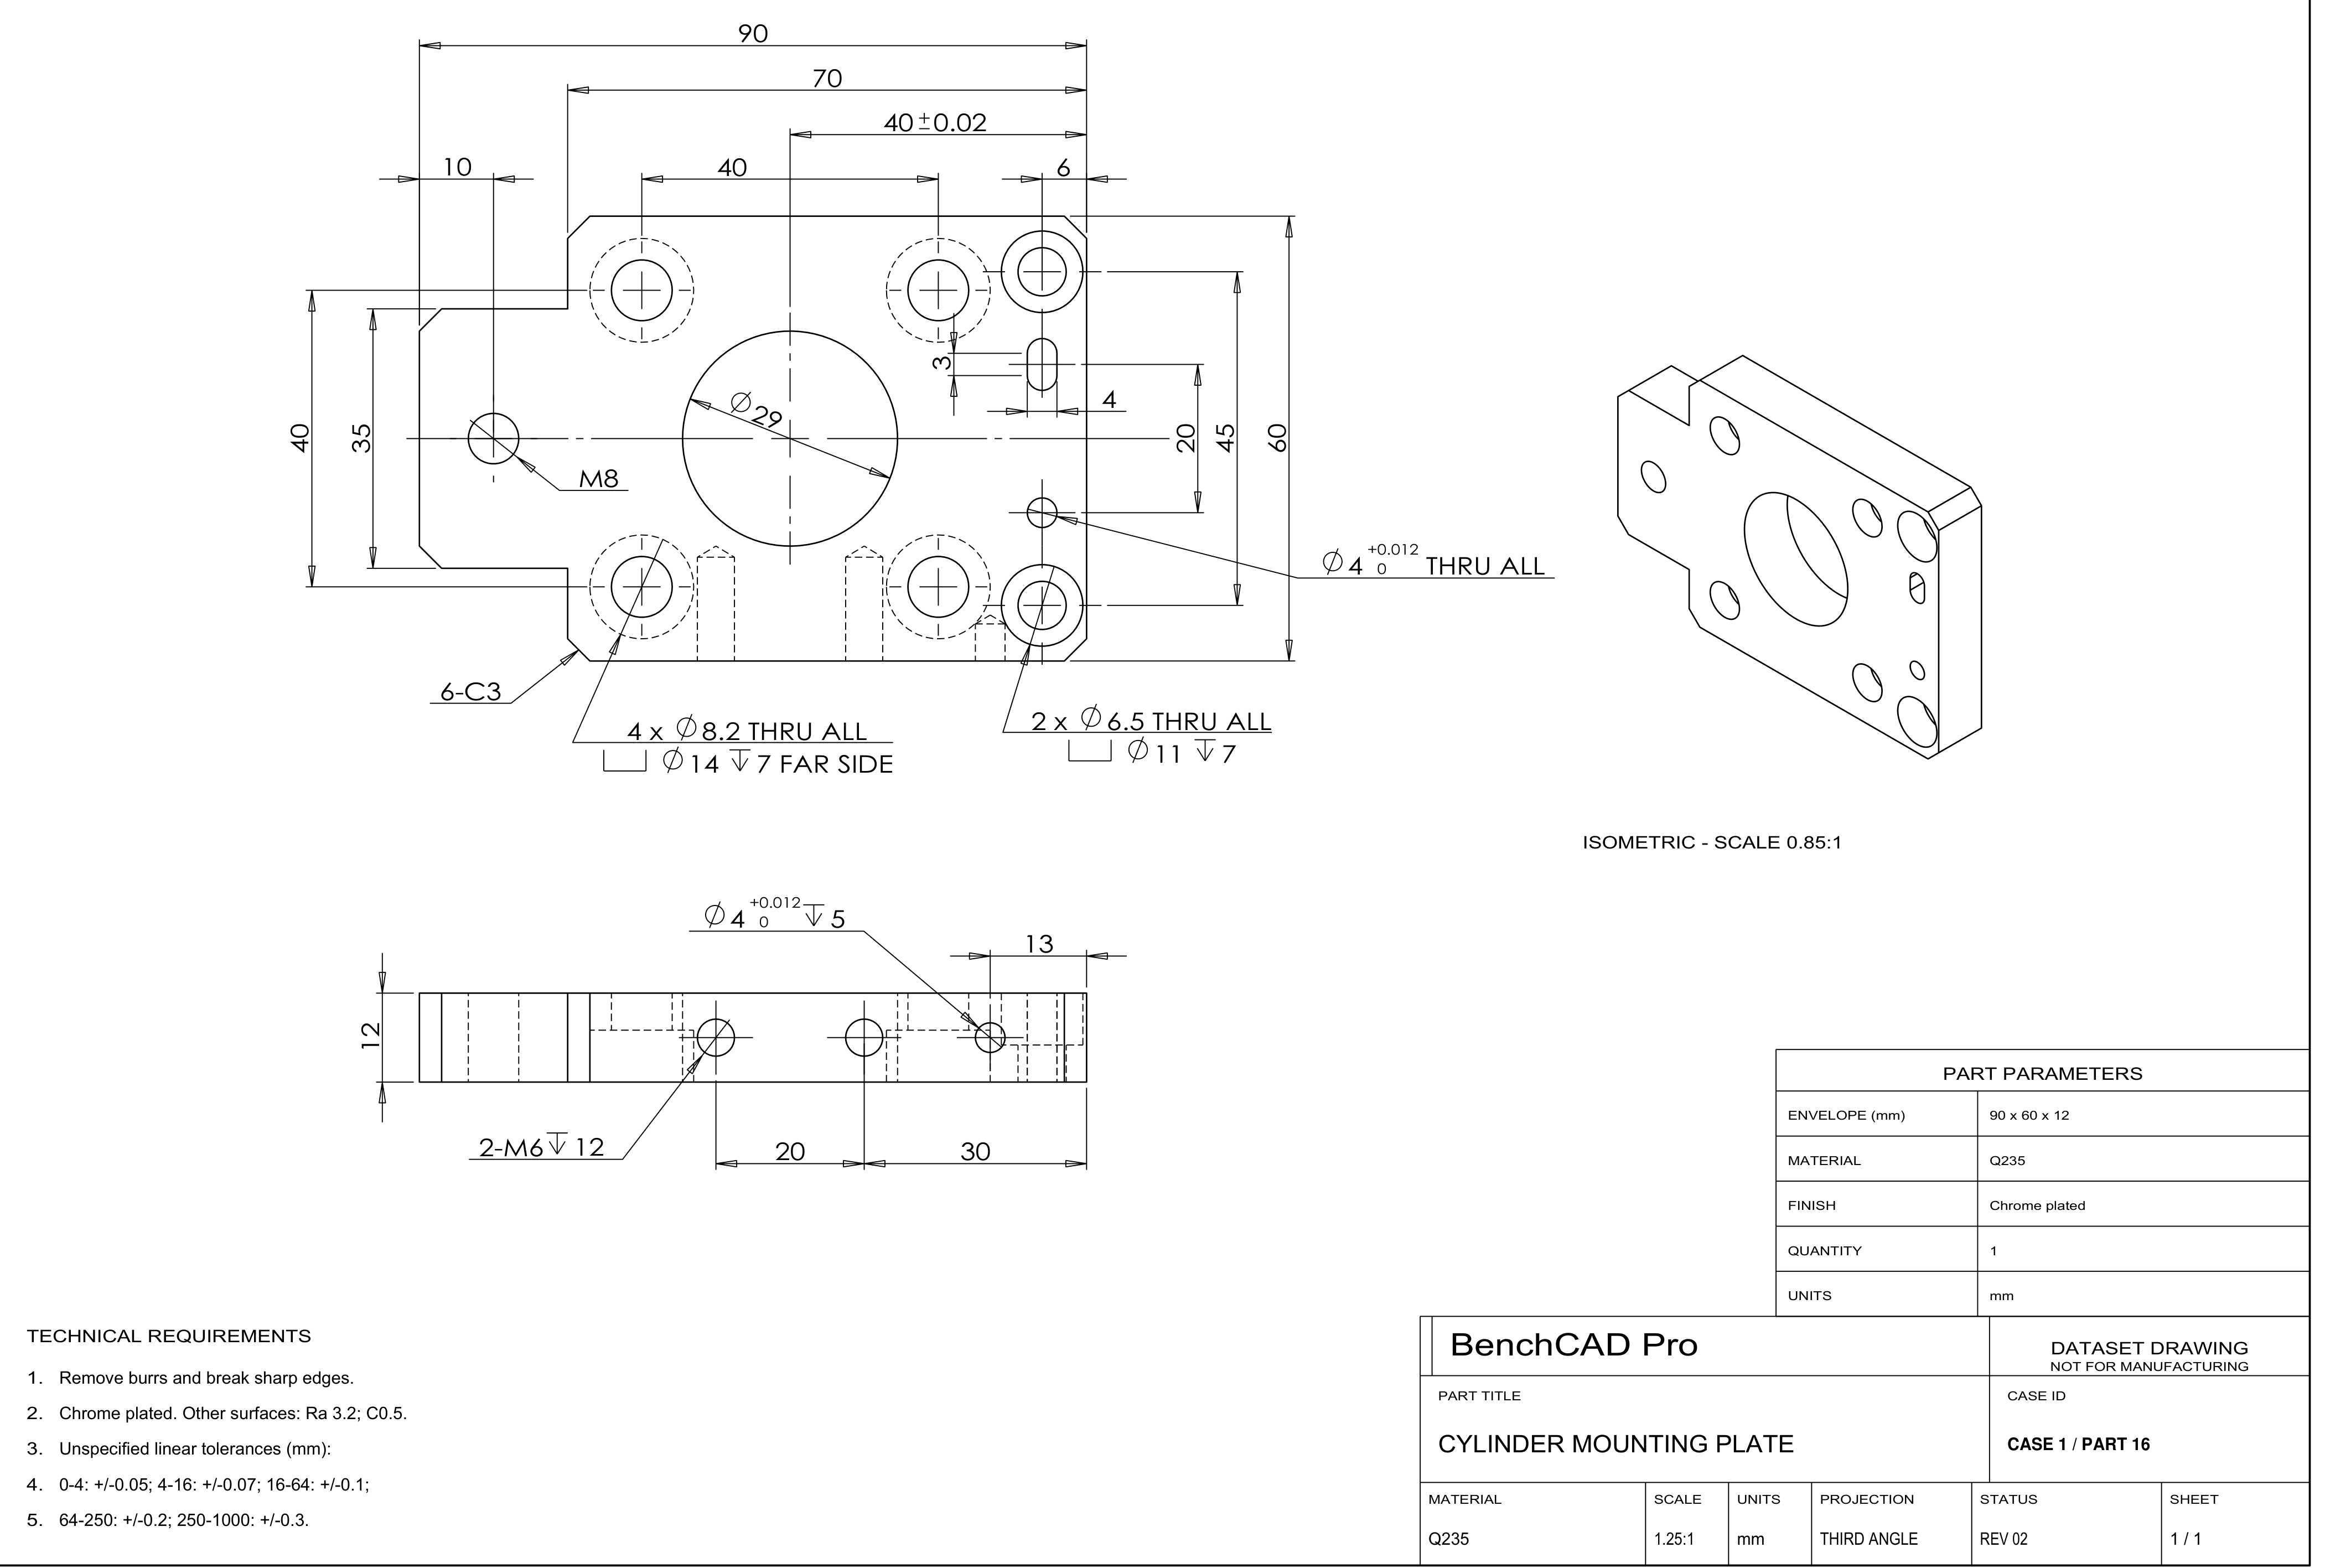 90
70
40±0.02
10
40
6
3
4
Ø29
40
35
20
45
60
M8
Ø4 +0.012 0 THRU ALL
6-C3
4 x Ø8.2 THRU ALL
⌴ Ø14 ↧ 7 FAR SIDE
2 x Ø6.5 THRU ALL
⌴ Ø11 ↧ 7
ISOMETRIC - SCALE 0.85:1
Ø4 +0.012 0 ↧ 5
13
12
2-M6 ↧ 12
20
30
PART PARAMETERS
ENVELOPE (mm) 90 x 60 x 12
MATERIAL Q235
FINISH Chrome plated
QUANTITY 1
UNITS mm
TECHNICAL REQUIREMENTS
1. Remove burrs and break sharp edges.
2. Chrome plated. Other surfaces: Ra 3.2; C0.5.
3. Unspecified linear tolerances (mm):
4. 0-4: +/-0.05; 4-16: +/-0.07; 16-64: +/-0.1;
5. 64-250: +/-0.2; 250-1000: +/-0.3.
BenchCAD Pro
DATASET DRAWING
NOT FOR MANUFACTURING
PART TITLE
CYLINDER MOUNTING PLATE
CASE ID
CASE 1 / PART 16
MATERIAL SCALE UNITS PROJECTION STATUS SHEET
Q235 1.25:1 mm THIRD ANGLE REV 02 1 / 1